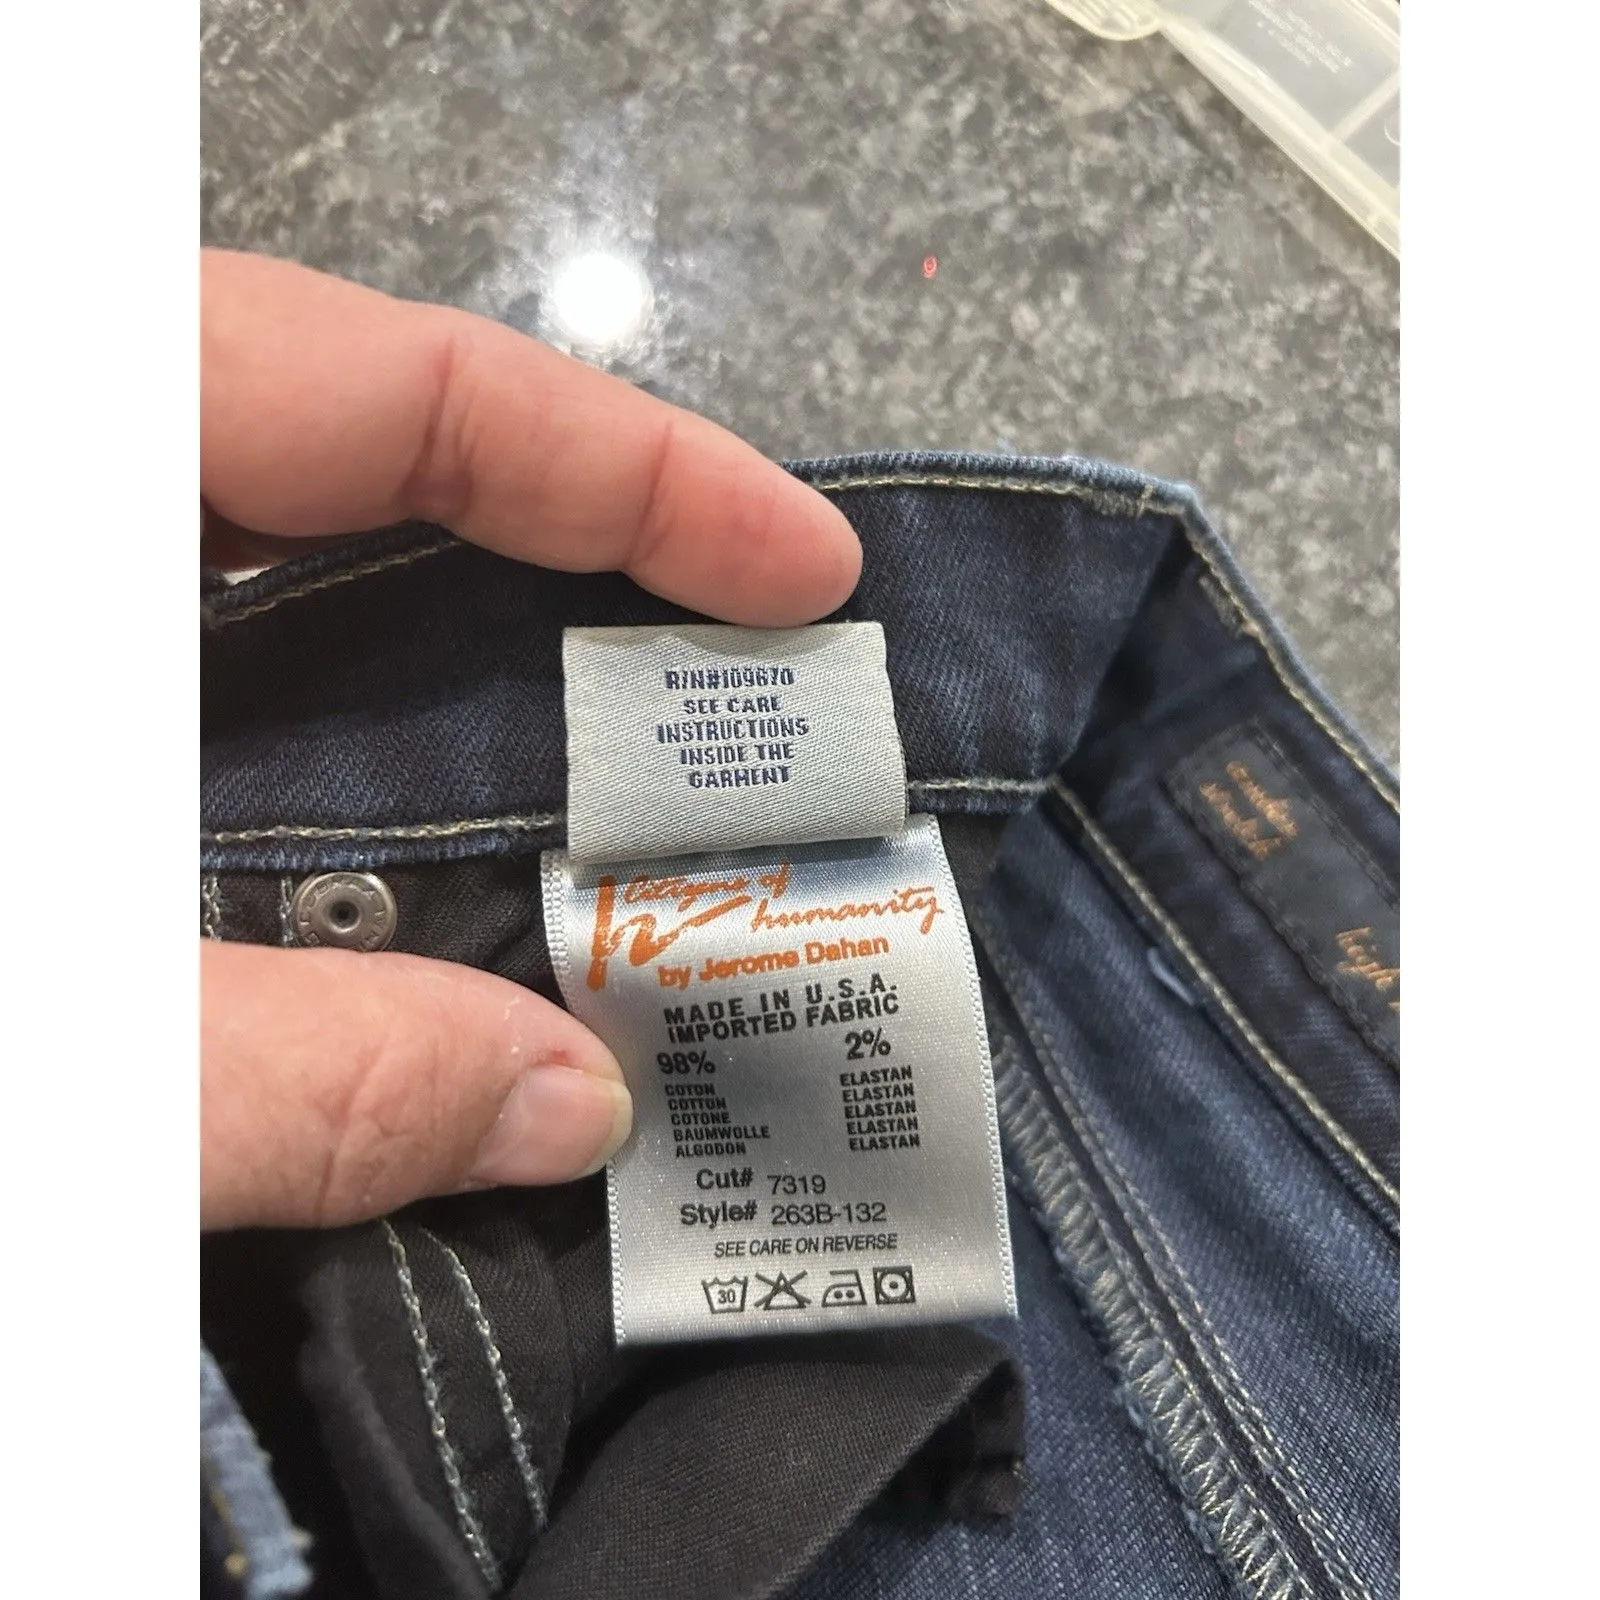 R/N#109670
SEE CARE
INSTRUCTIONS
INSIDE THE
GARMENT
Citizens of
humanity
by Jerome Dahan
MADE IN U.S.A.
IMPORTED FABRIC
98% 2%
COTON ELASTAN
COTTON ELASTAN
COTONE ELASTAN
BAUMWOLLE ELASTAN
ALGODON ELASTAN
Cut# 7319
Style# 263B-132
SEE CARE ON REVERSE
30
stretch
high